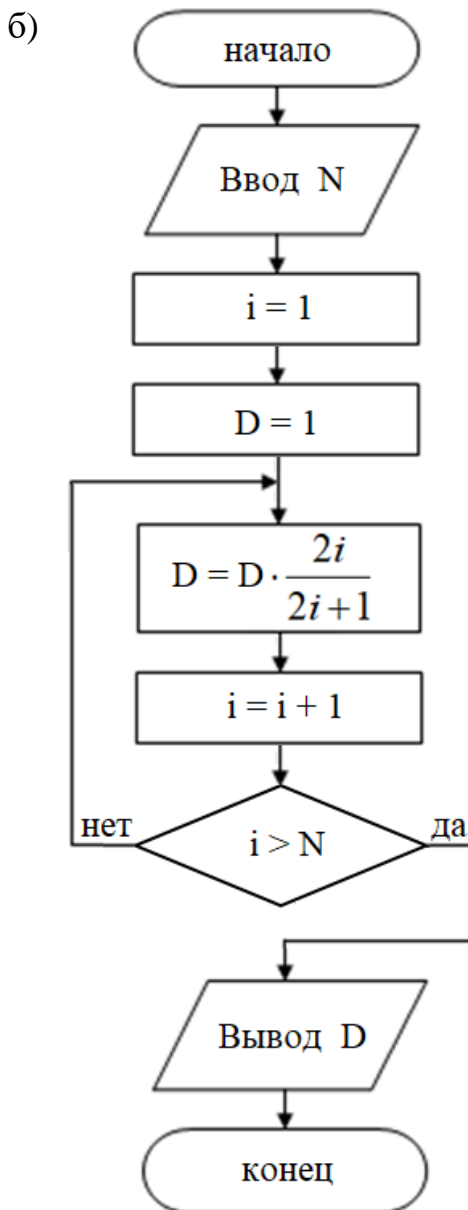 б)
начало
Ввод N
i = 1
D = 1
D = D · 2i / 2i + 1
i = i + 1
нет
i > N
да
Вывод D
конец